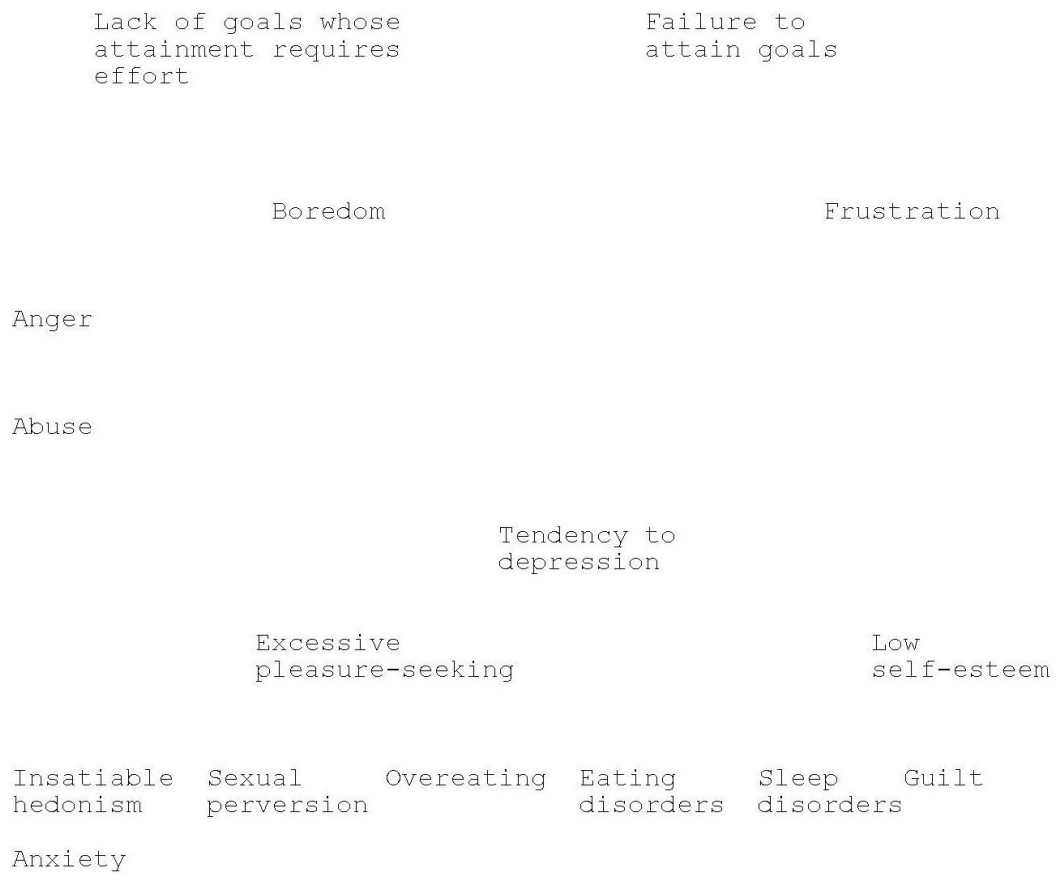 Lack of goals whose Failure to
attainment requires attain goals
effort
Boredom Frustration
Anger
Abuse
Tendency to
depression
Excessive Low
pleasure-seeking self-esteem
Insatiable Sexual Overeating Eating Sleep Guilt
hedonism perversion disorders disorders
Anxiety